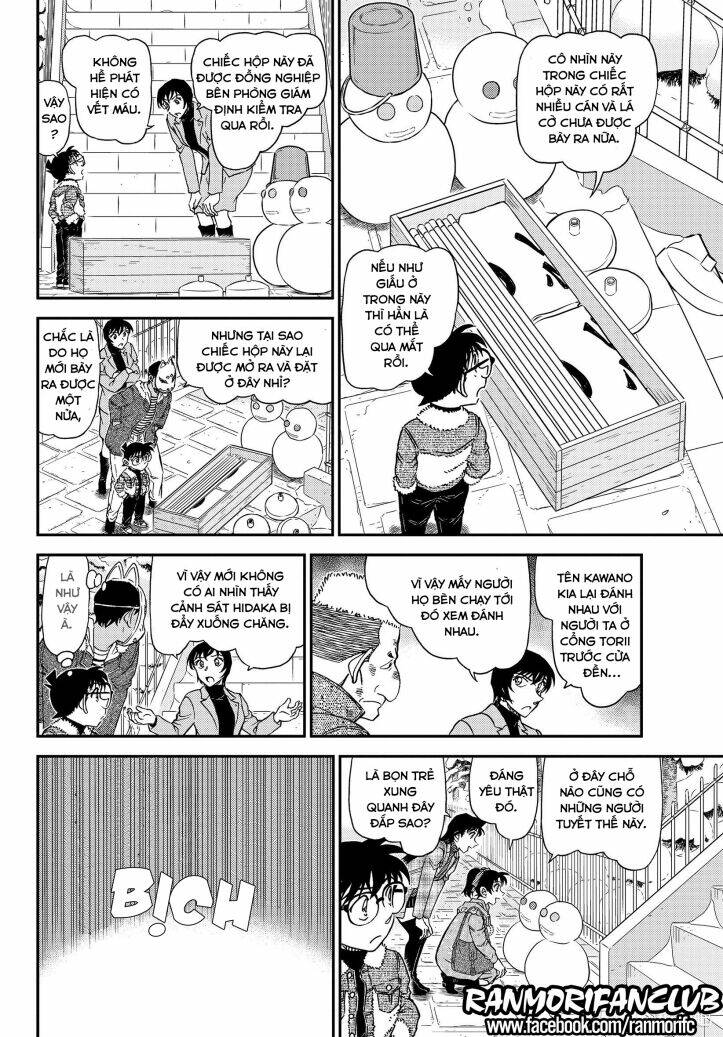 CÔ NHÌN NÀY
TRONG CHIẾC
HỘP NÀY CÓ RẤT
NHIỀU CÁN VÀ LÁ
CỜ CHƯA ĐƯỢC
BÀY RA NỮA.
NẾU NHƯ
GIẤU Ở
TRONG NÀY
THÌ HẲN LÀ
CÓ THỂ
QUA MẮT
RỒI.
CHIẾC HỘP NÀY ĐÃ
ĐƯỢC ĐỒNG NGHIỆP
BÊN PHÒNG GIÁM
ĐỊNH KIỂM TRA
QUA RỒI.
KHÔNG
HỀ PHÁT
HIỆN CÓ
VẾT MÁU.
VẬY
SAO
?
NHƯNG TẠI SAO
CHIẾC HỘP NÀY LẠI
ĐƯỢC MỞ RA VÀ ĐẶT
Ở ĐÂY NHỈ?
CHẮC LÀ
DO HỌ
MỚI BÀY
RA ĐƯỢC
MỘT
NỬA,
TÊN KAWANO
KIA LẠI ĐÁNH
NHAU VỚI
NGƯỜI TA Ở
CỔNG TORII
TRƯỚC CỬA
ĐỀN...
VÌ VẬY MẤY NGƯỜI
HỌ BÈN CHẠY TỚI
ĐÓ XEM ĐÁNH
NHAU.
VÌ VẬY MỚI KHÔNG
CÓ AI NHÌN THẤY
CẢNH SÁT HIDAKA BỊ
ĐẨY XUỐNG CHĂNG.
LÀ
NHƯ
VẬY
À.
Ở ĐÂY CHỖ
NÀO CŨNG CÓ
NHỮNG NGƯỜI
TUYẾT THẾ NÀY.
ĐÁNG
YÊU THẬT
ĐÓ.
LÀ BỌN TRẺ
XUNG
QUANH ĐÂY
ĐẮP SAO?
BỊCH
RANMORIFANCLUB
www.facebook.com/ranmorifc